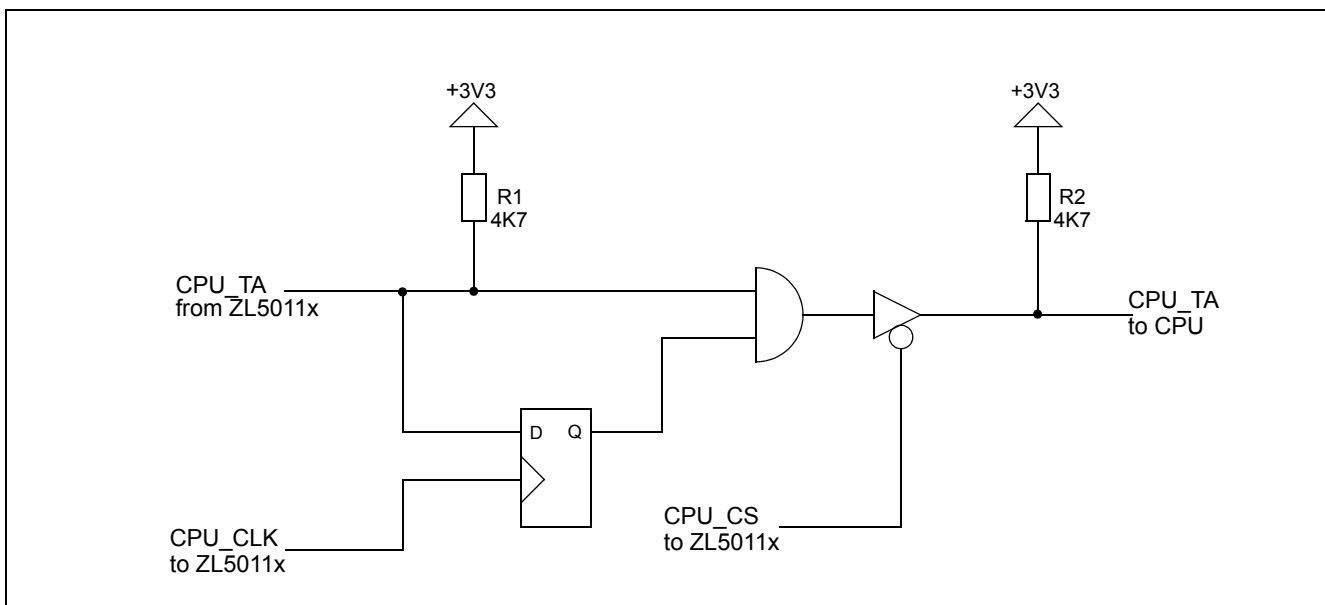 +3V3
+3V3
R1
4K7
R2
4K7
CPU_TA
from ZL5011x
CPU_TA
to CPU
D Q
CPU_CLK
to ZL5011x
CPU_CS
to ZL5011x